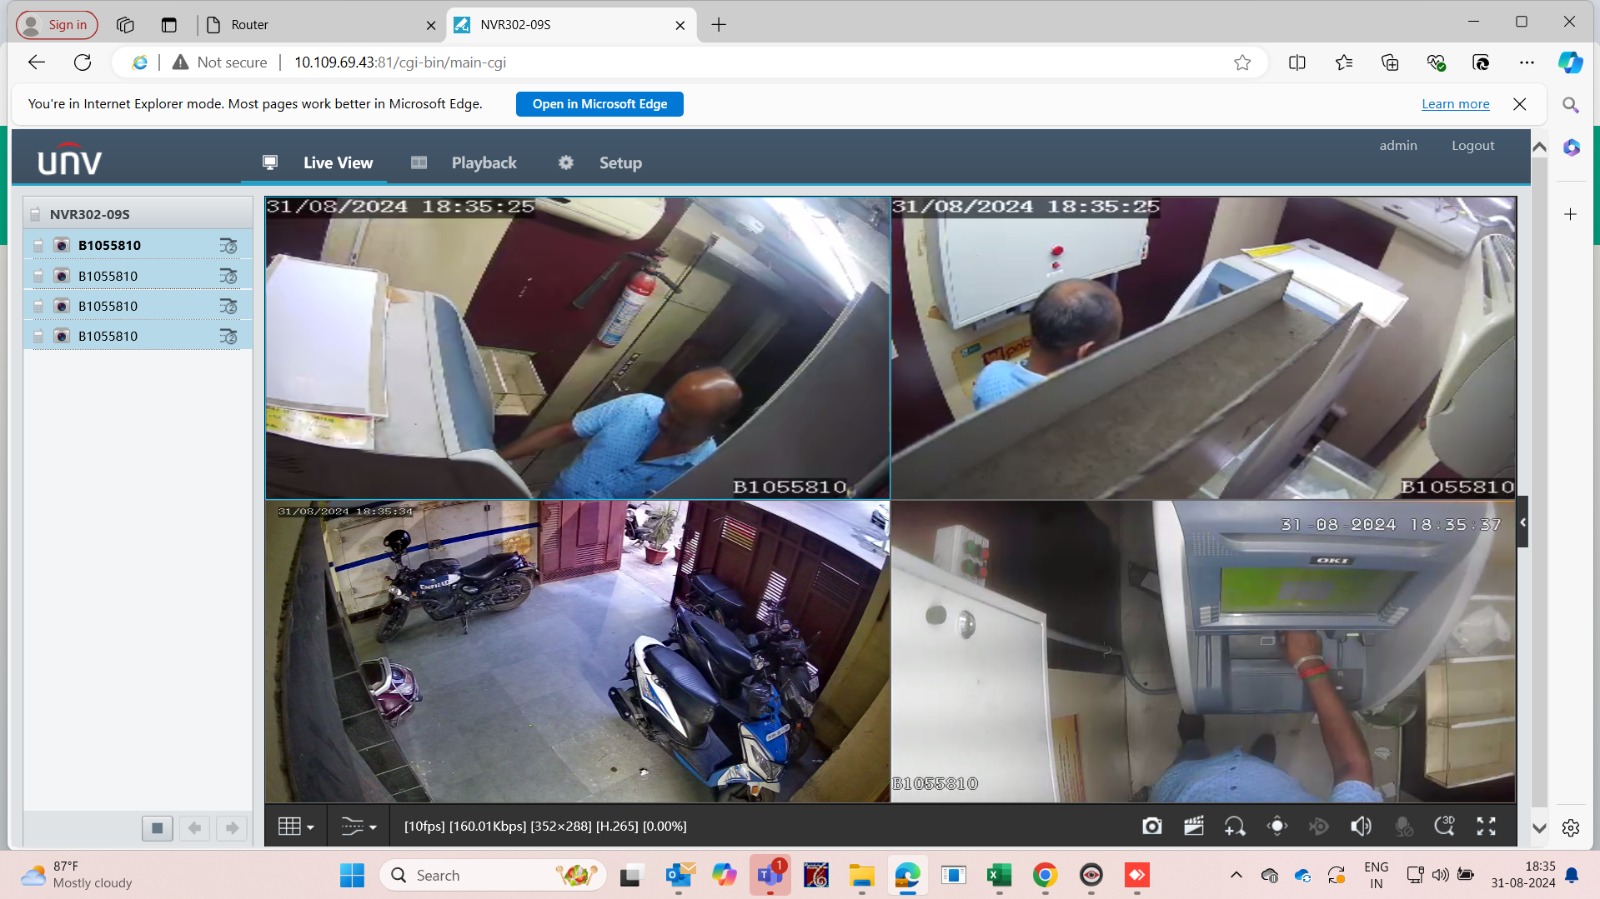 Sign in
Router
NVR302-09S
Not secure
10.109.69.43:81/cgi-bin/main-cgi
You're in Internet Explorer mode. Most pages work better in Microsoft Edge.
Open in Microsoft Edge
Learn more
unv
Live View
Playback
Setup
admin
Logout
NVR302-09S
B1055810
B1055810
B1055810
B1055810
31/08/2024 18:35:25
B1055810
31/08/2024 18:35:25
B1055810
31/08/2024 18:35:34
31-08-2024 18:35:37
OKI
B1055810
[10fps] [160.01Kbps] [352×288] [H.265] [0.00%]
3D
87°F
Mostly cloudy
Search
1
ENG
IN
18:35
31-08-2024